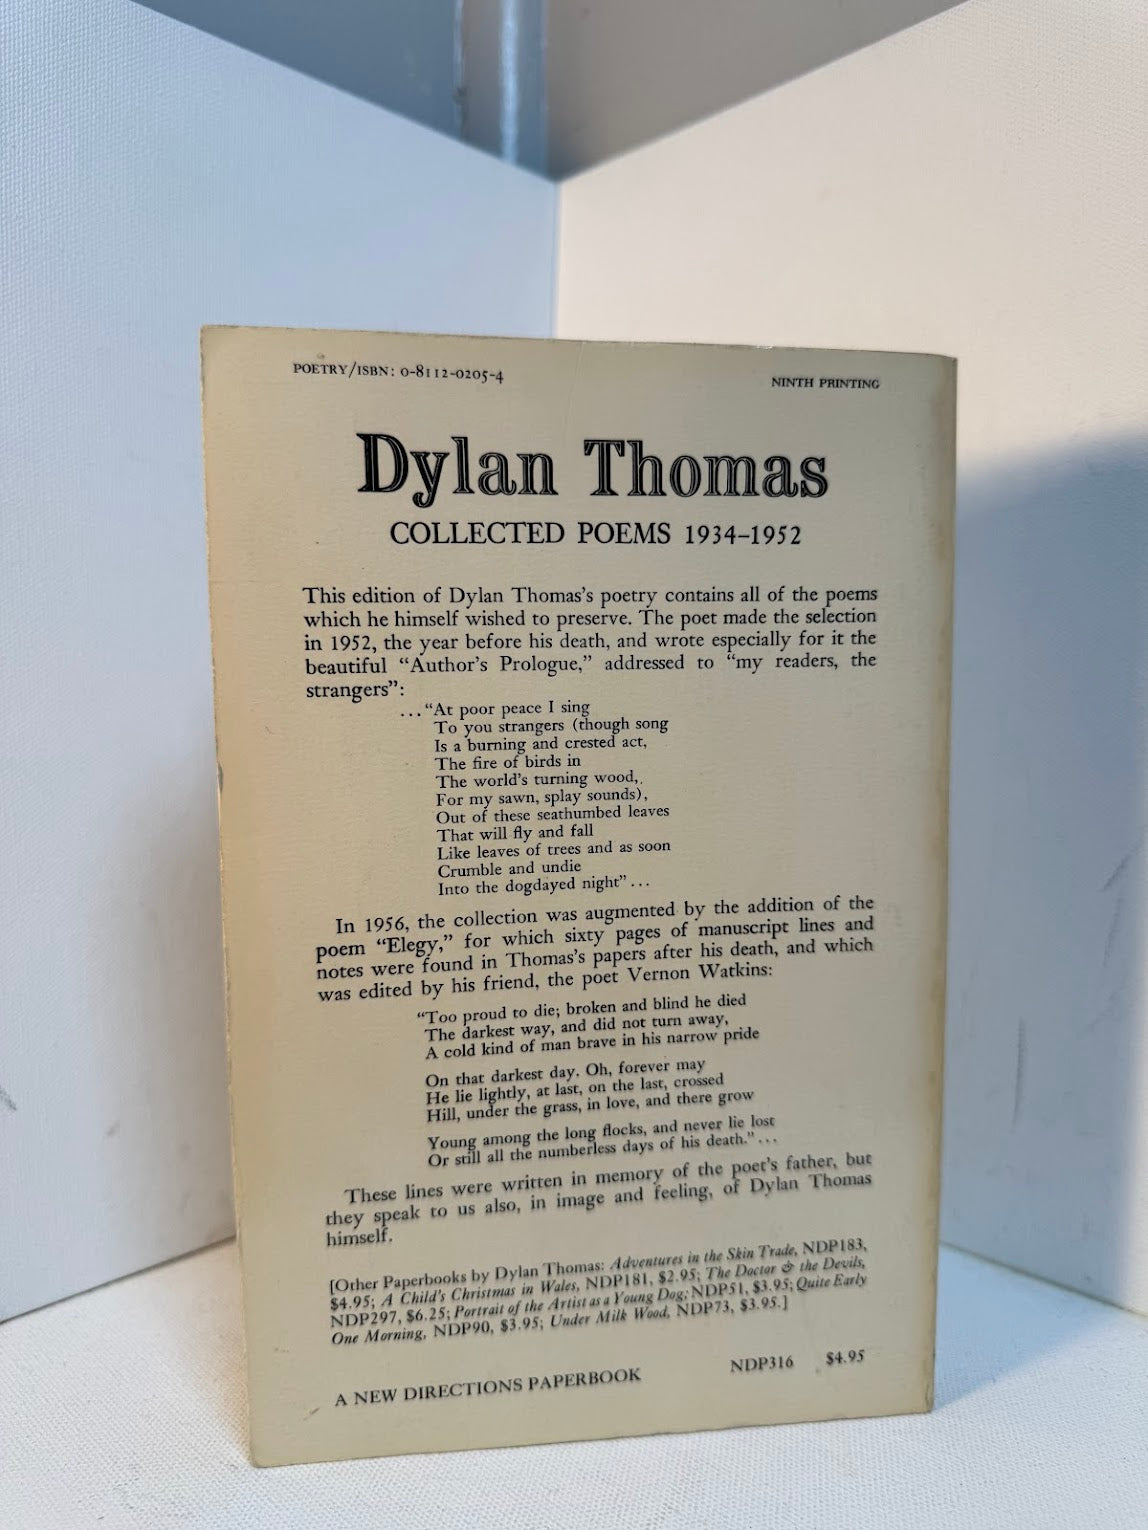 POETRY/ISBN: 0-8112-0205-4
NINTH PRINTING
Dylan Thomas
COLLECTED POEMS 1934–1952
This edition of Dylan Thomas's poetry contains all of the poems
which he himself wished to preserve. The poet made the selection
in 1952, the year before his death, and wrote especially for it the
beautiful “Author's Prologue,” addressed to “my readers, the
strangers”:
...“At poor peace I sing
To you strangers (though song
Is a burning and crested act,
The fire of birds in
The world's turning wood,
For my sawn, splay sounds),
Out of these seathumbed leaves
That will fly and fall
Like leaves of trees and as soon
Crumble and undie
Into the dogdayed night”...
In 1956, the collection was augmented by the addition of the
poem “Elegy,” for which sixty pages of manuscript lines and
notes were found in Thomas's papers after his death, and which
was edited by his friend, the poet Vernon Watkins:
“Too proud to die; broken and blind he died
The darkest way, and did not turn away,
A cold kind of man brave in his narrow pride
On that darkest day. Oh, forever may
He lie lightly, at last, on the last, crossed
Hill, under the grass, in love, and there grow
Young among the long flocks, and never lie lost
Or still all the numberless days of his death.”...
These lines were written in memory of the poet's father, but
they speak to us also, in image and feeling, of Dylan Thomas
himself.
[Other Paperbooks by Dylan Thomas: Adventures in the Skin Trade, NDP183,
$4.95; A Child's Christmas in Wales, NDP181, $2.95; The Doctor & the Devils,
NDP297, $6.25; Portrait of the Artist as a Young Dog; NDP51, $3.95; Quite Early
One Morning, NDP90, $3.95; Under Milk Wood, NDP73, $3.95.]
A NEW DIRECTIONS PAPERBOOK
NDP316 $4.95